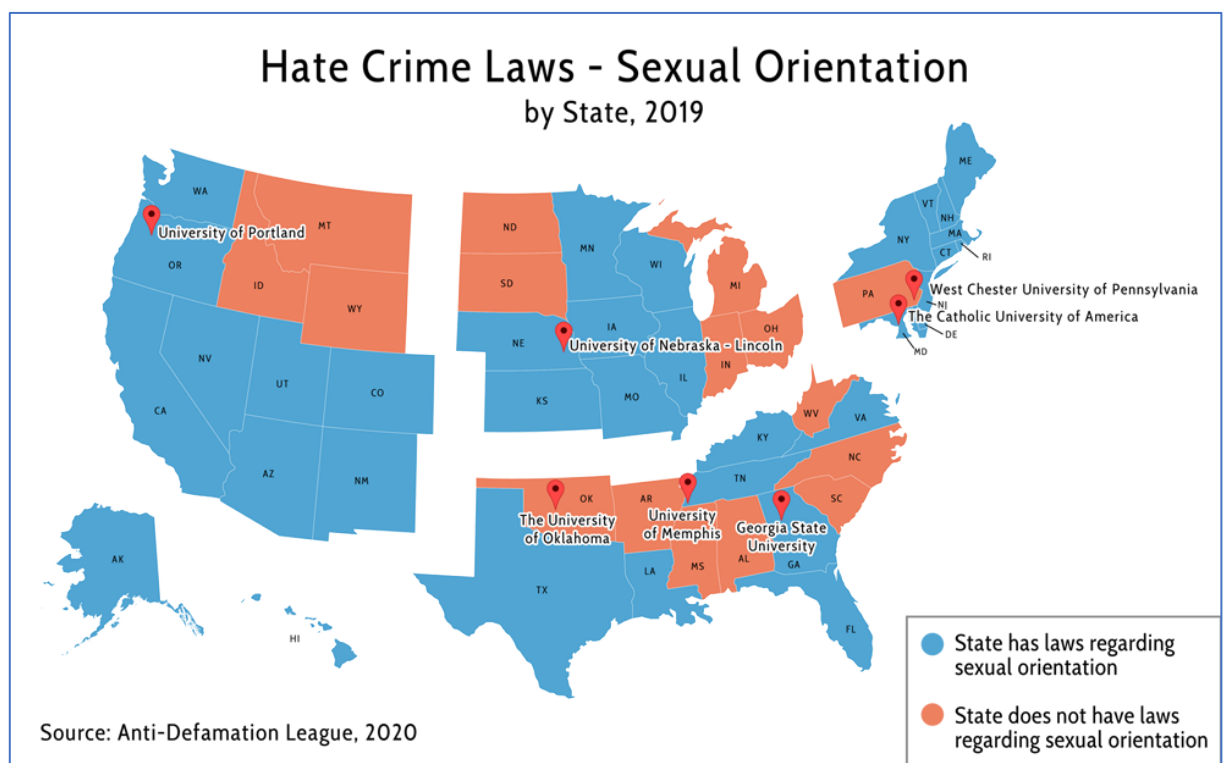 Hate Crime Laws - Sexual Orientation
by State, 2019
WA
MT
ME
ND
VT
NH
MN
MA
University of Portland
NY
CT
RI
OR
WI
ID
SD
MI
PA
West Chester University of Pennsylvania
NJ
WY
The Catholic University of America
IA
OH
DE
NE
University of Nebraska - Lincoln
MD
NV
IN
UT
IL
CO
KS
MO
CA
WV
VA
KY
NC
AZ
NM
TN
OK
AR
SC
The University
of Oklahoma
University
of Memphis
Georgia State
University
AK
MS
AL
GA
LA
TX
FL
HI
State has laws regarding
sexual orientation
State does not have laws
regarding sexual orientation
Source: Anti-Defamation League, 2020